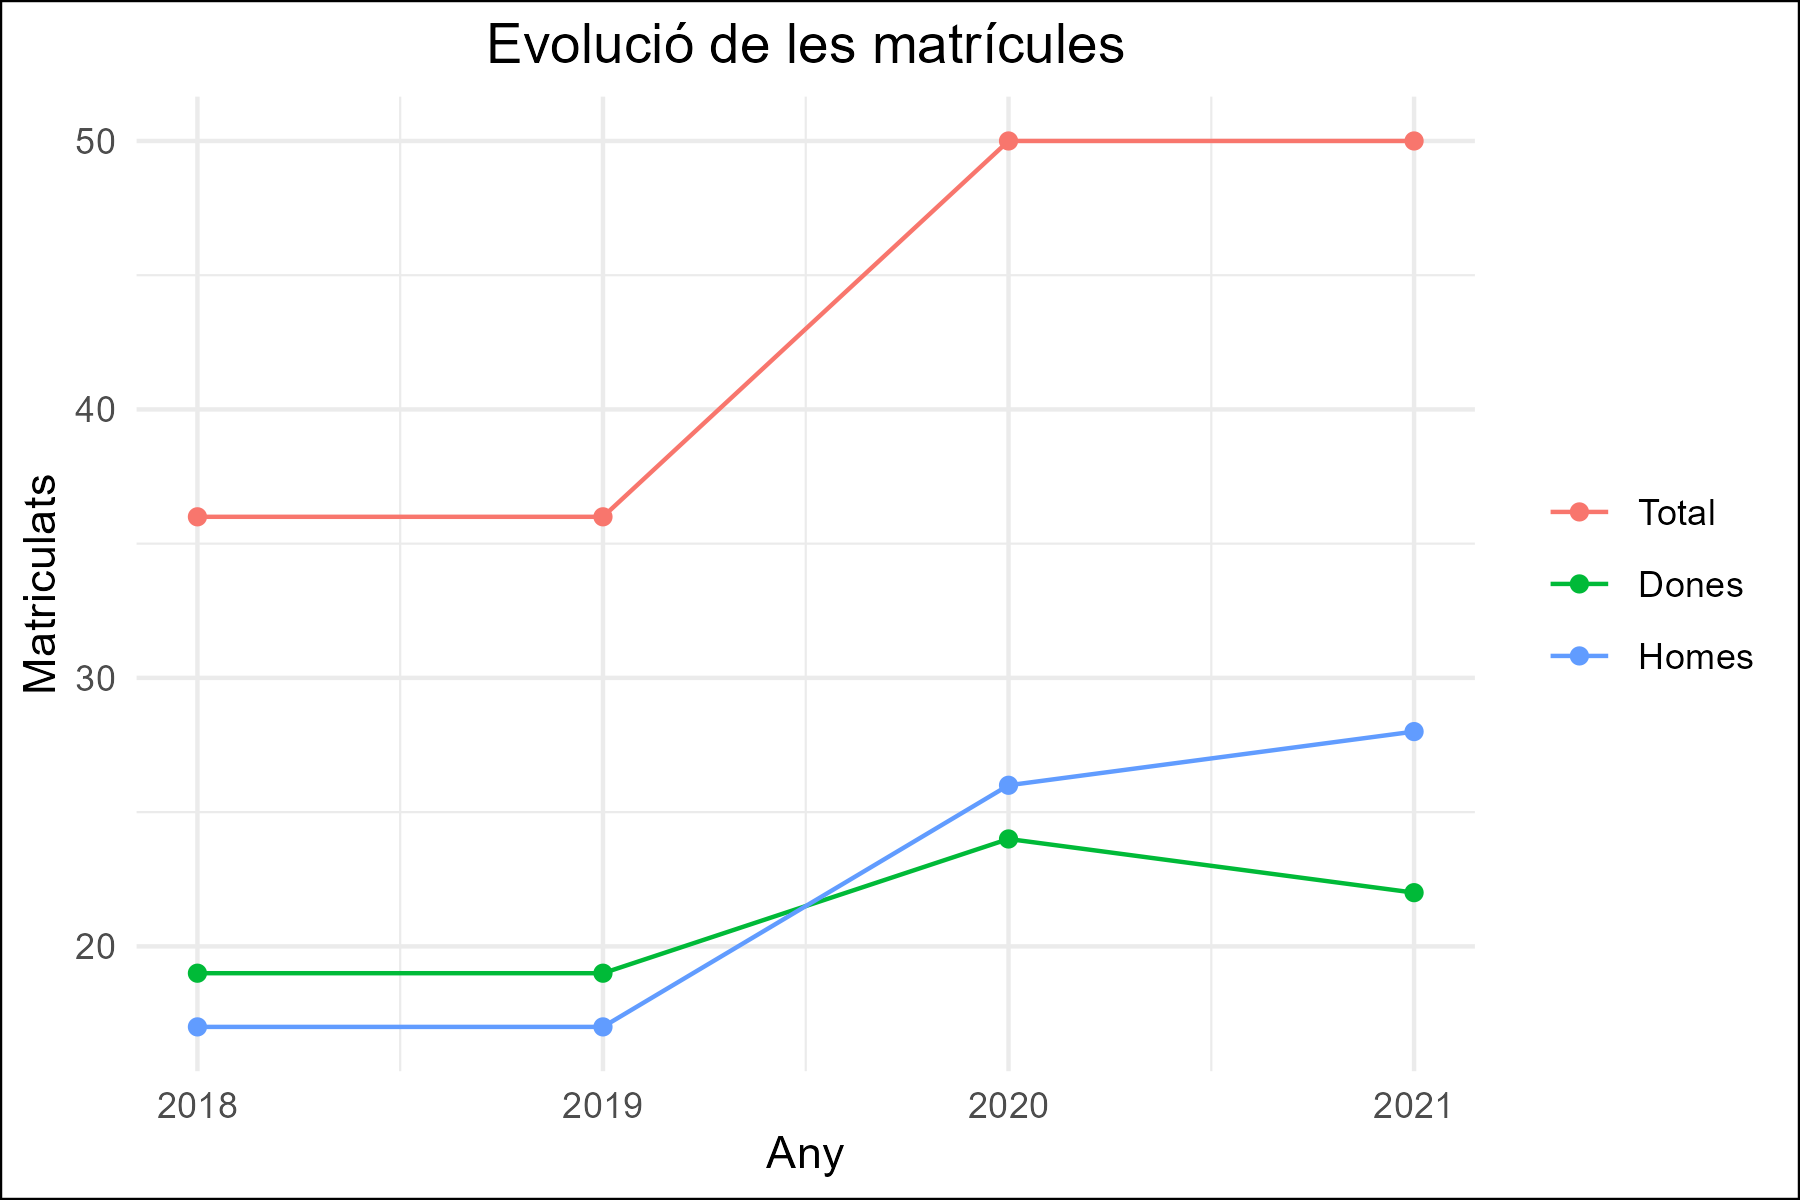 Evolució de les matrícules
50
40
30
20
Matriculats
2018 2019 2020 2021
Any
Total
Dones
Homes